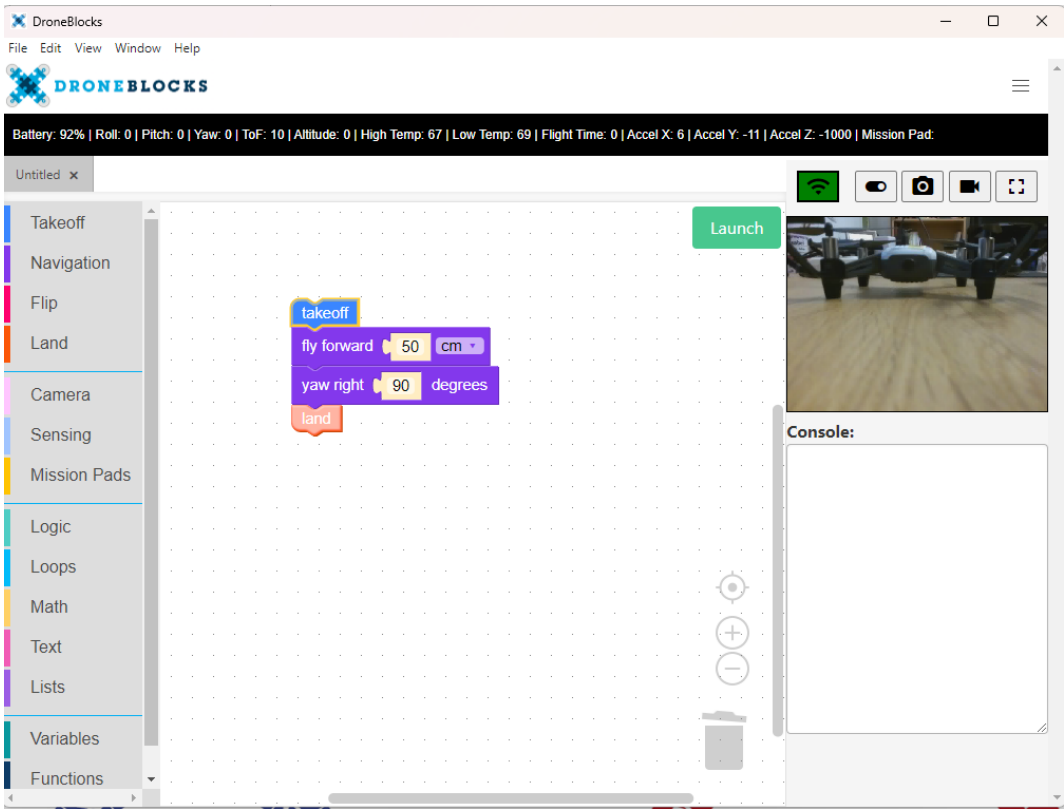 DroneBlocks
File Edit View Window Help
DRONEBLOCKS
Battery: 92% | Roll: 0 | Pitch: 0 | Yaw: 0 | ToF: 10 | Altitude: 0 | High Temp: 67 | Low Temp: 69 | Flight Time: 0 | Accel X: 6 | Accel Y: -11 | Accel Z: -1000 | Mission Pad:
Untitled x
Takeoff
Navigation
Flip
Land
Camera
Sensing
Mission Pads
Logic
Loops
Math
Text
Lists
Variables
Functions
Launch
takeoff
fly forward 50 cm
yaw right 90 degrees
land
Console: